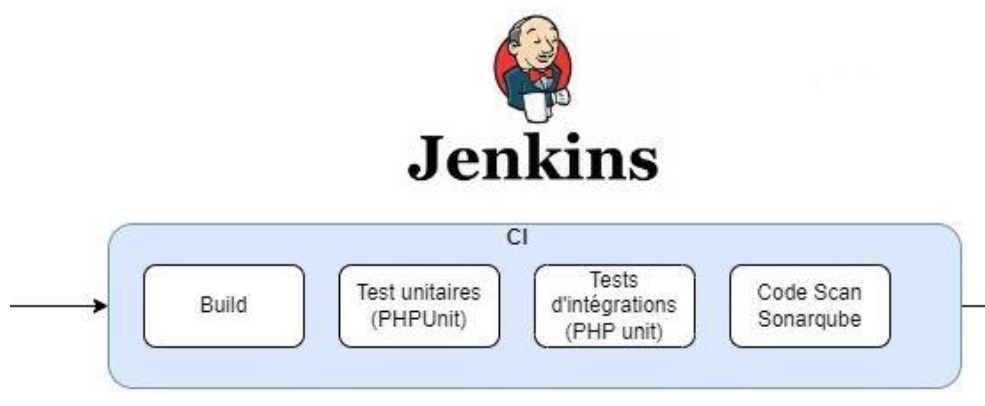 Jenkins
CI
Build
Test unitaires
(PHPUnit)
Tests
d'intégrations
(PHP unit)
Code Scan
Sonarqube